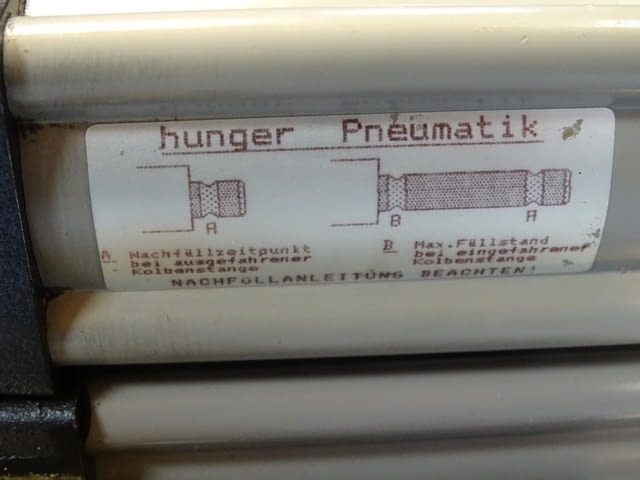 hunger Pneumatik
A
B A
A Nachfüllzeitpunkt
bei ausgefahrener
Kolbenstange
B Max.Füllstand
bei eingefahrener
Kolbenstange
NACHFÜLLANLEITUNG BEACHTEN!